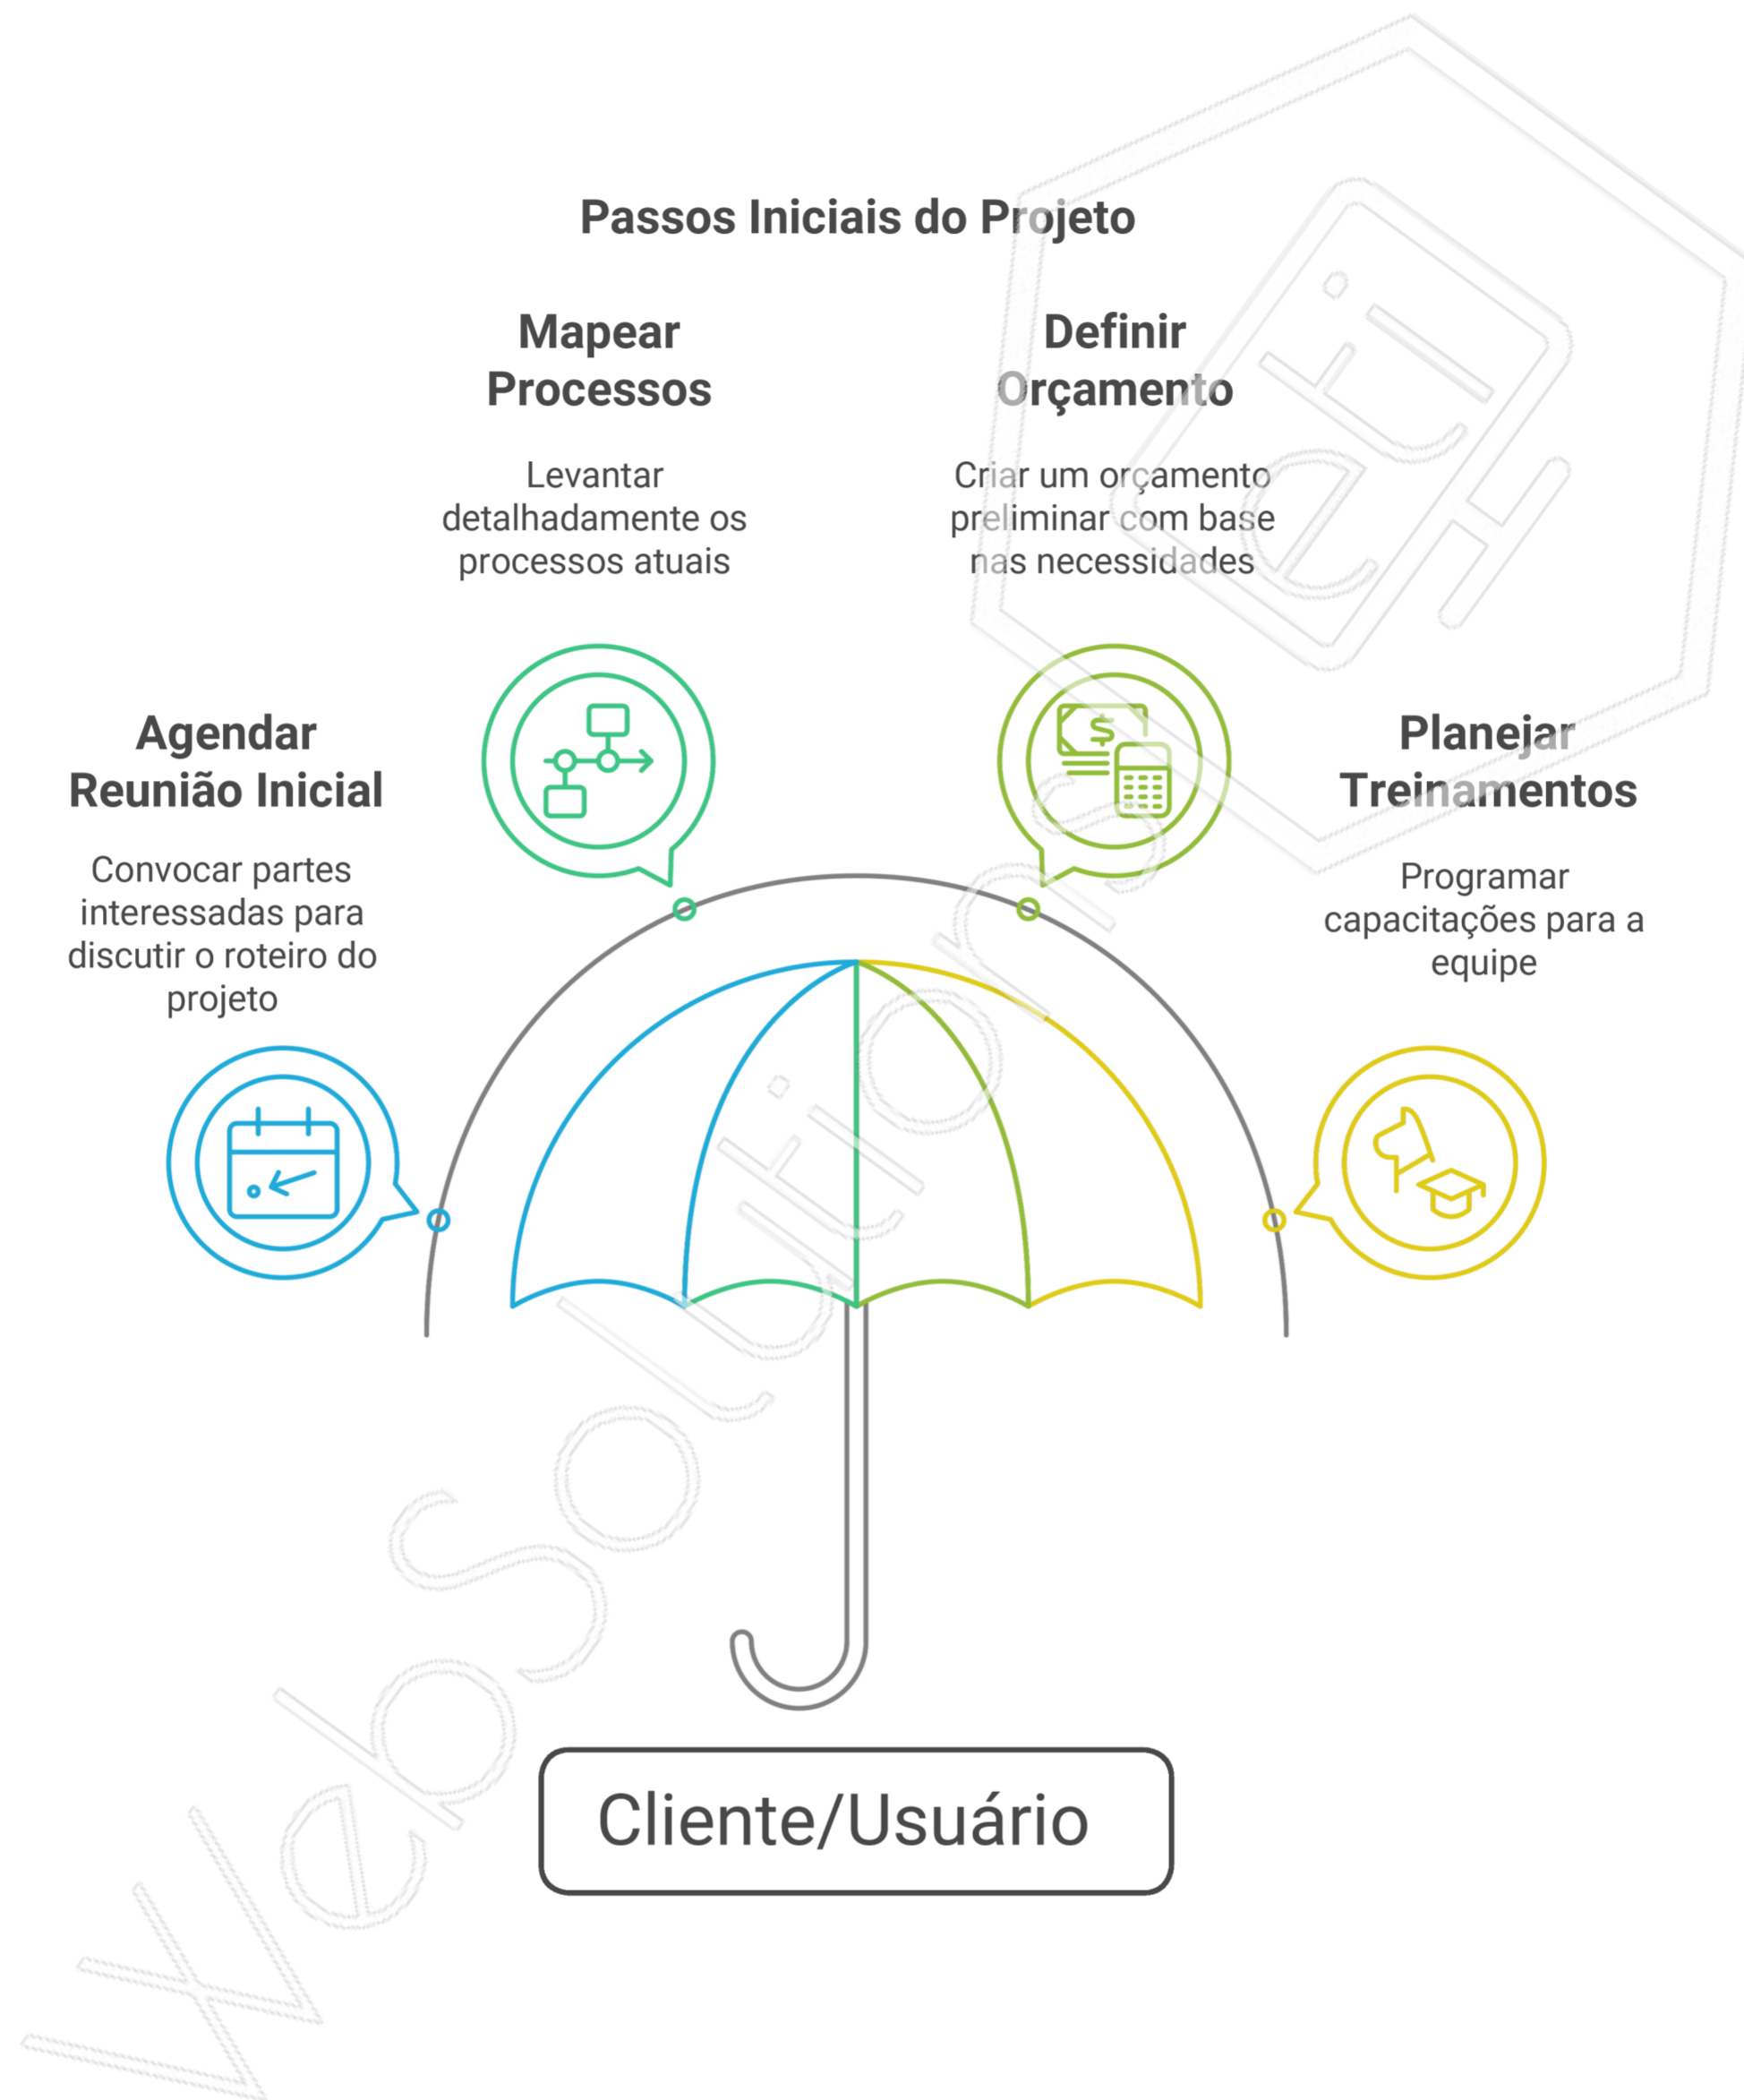 Passos Iniciais do Projeto
Mapear
Processos
Levantar
detalhadamente os
processos atuais
Definir
Orçamento
Criar um orçamento
preliminar com base
nas necessidades
Agendar
Reunião Inicial
Convocar partes
interessadas para
discutir o roteiro do
projeto
Planejar
Treinamentos
Programar
capacitações para a
equipe
$
Cliente/Usuário
WebSolutions